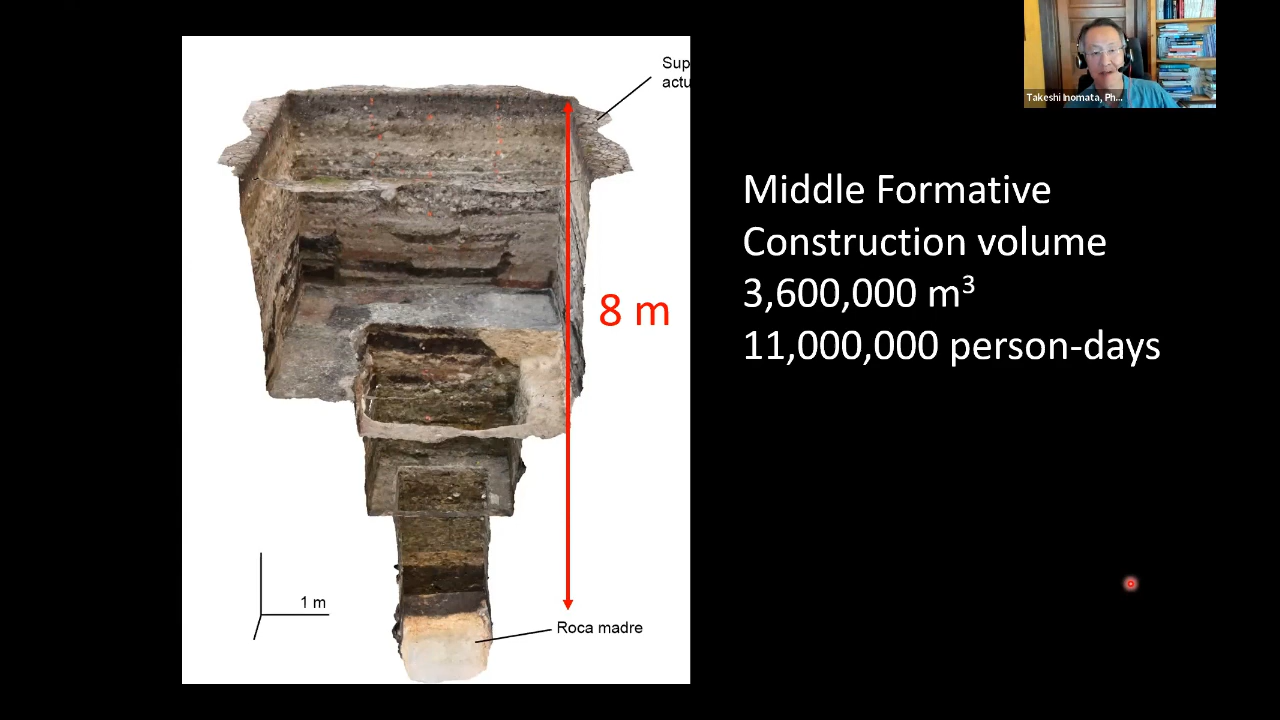 Takeshi Inomata, Ph...
Sup
actu
Middle Formative
Construction volume
3,600,000 m³
11,000,000 person-days
8 m
1 m
Roca madre